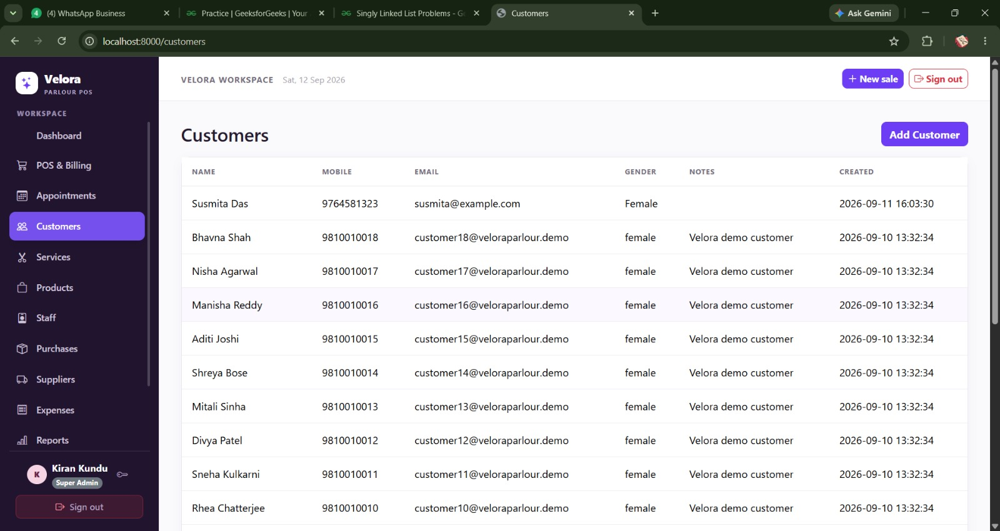 4 (4) WhatsApp Business
Practice | GeeksforGeeks | Your
Singly Linked List Problems - Ge
Customers
Ask Gemini
localhost:8000/customers
Velora
PARLOUR POS
WORKSPACE
Dashboard
POS & Billing
Appointments
Customers
Services
Products
Staff
Purchases
Suppliers
Expenses
Reports
K Kiran Kundu
Super Admin
Sign out
VELORA WORKSPACE Sat, 12 Sep 2026
+ New sale
Sign out
Customers
Add Customer
NAME MOBILE EMAIL GENDER NOTES CREATED
Susmita Das 9764581323 susmita@example.com Female 2026-09-11 16:03:30
Bhavna Shah 9810010018 customer18@veloraparlour.demo female Velora demo customer 2026-09-10 13:32:34
Nisha Agarwal 9810010017 customer17@veloraparlour.demo female Velora demo customer 2026-09-10 13:32:34
Manisha Reddy 9810010016 customer16@veloraparlour.demo female Velora demo customer 2026-09-10 13:32:34
Aditi Joshi 9810010015 customer15@veloraparlour.demo female Velora demo customer 2026-09-10 13:32:34
Shreya Bose 9810010014 customer14@veloraparlour.demo female Velora demo customer 2026-09-10 13:32:34
Mitali Sinha 9810010013 customer13@veloraparlour.demo female Velora demo customer 2026-09-10 13:32:34
Divya Patel 9810010012 customer12@veloraparlour.demo female Velora demo customer 2026-09-10 13:32:34
Sneha Kulkarni 9810010011 customer11@veloraparlour.demo female Velora demo customer 2026-09-10 13:32:34
Rhea Chatterjee 9810010010 customer10@veloraparlour.demo female Velora demo customer 2026-09-10 13:32:34